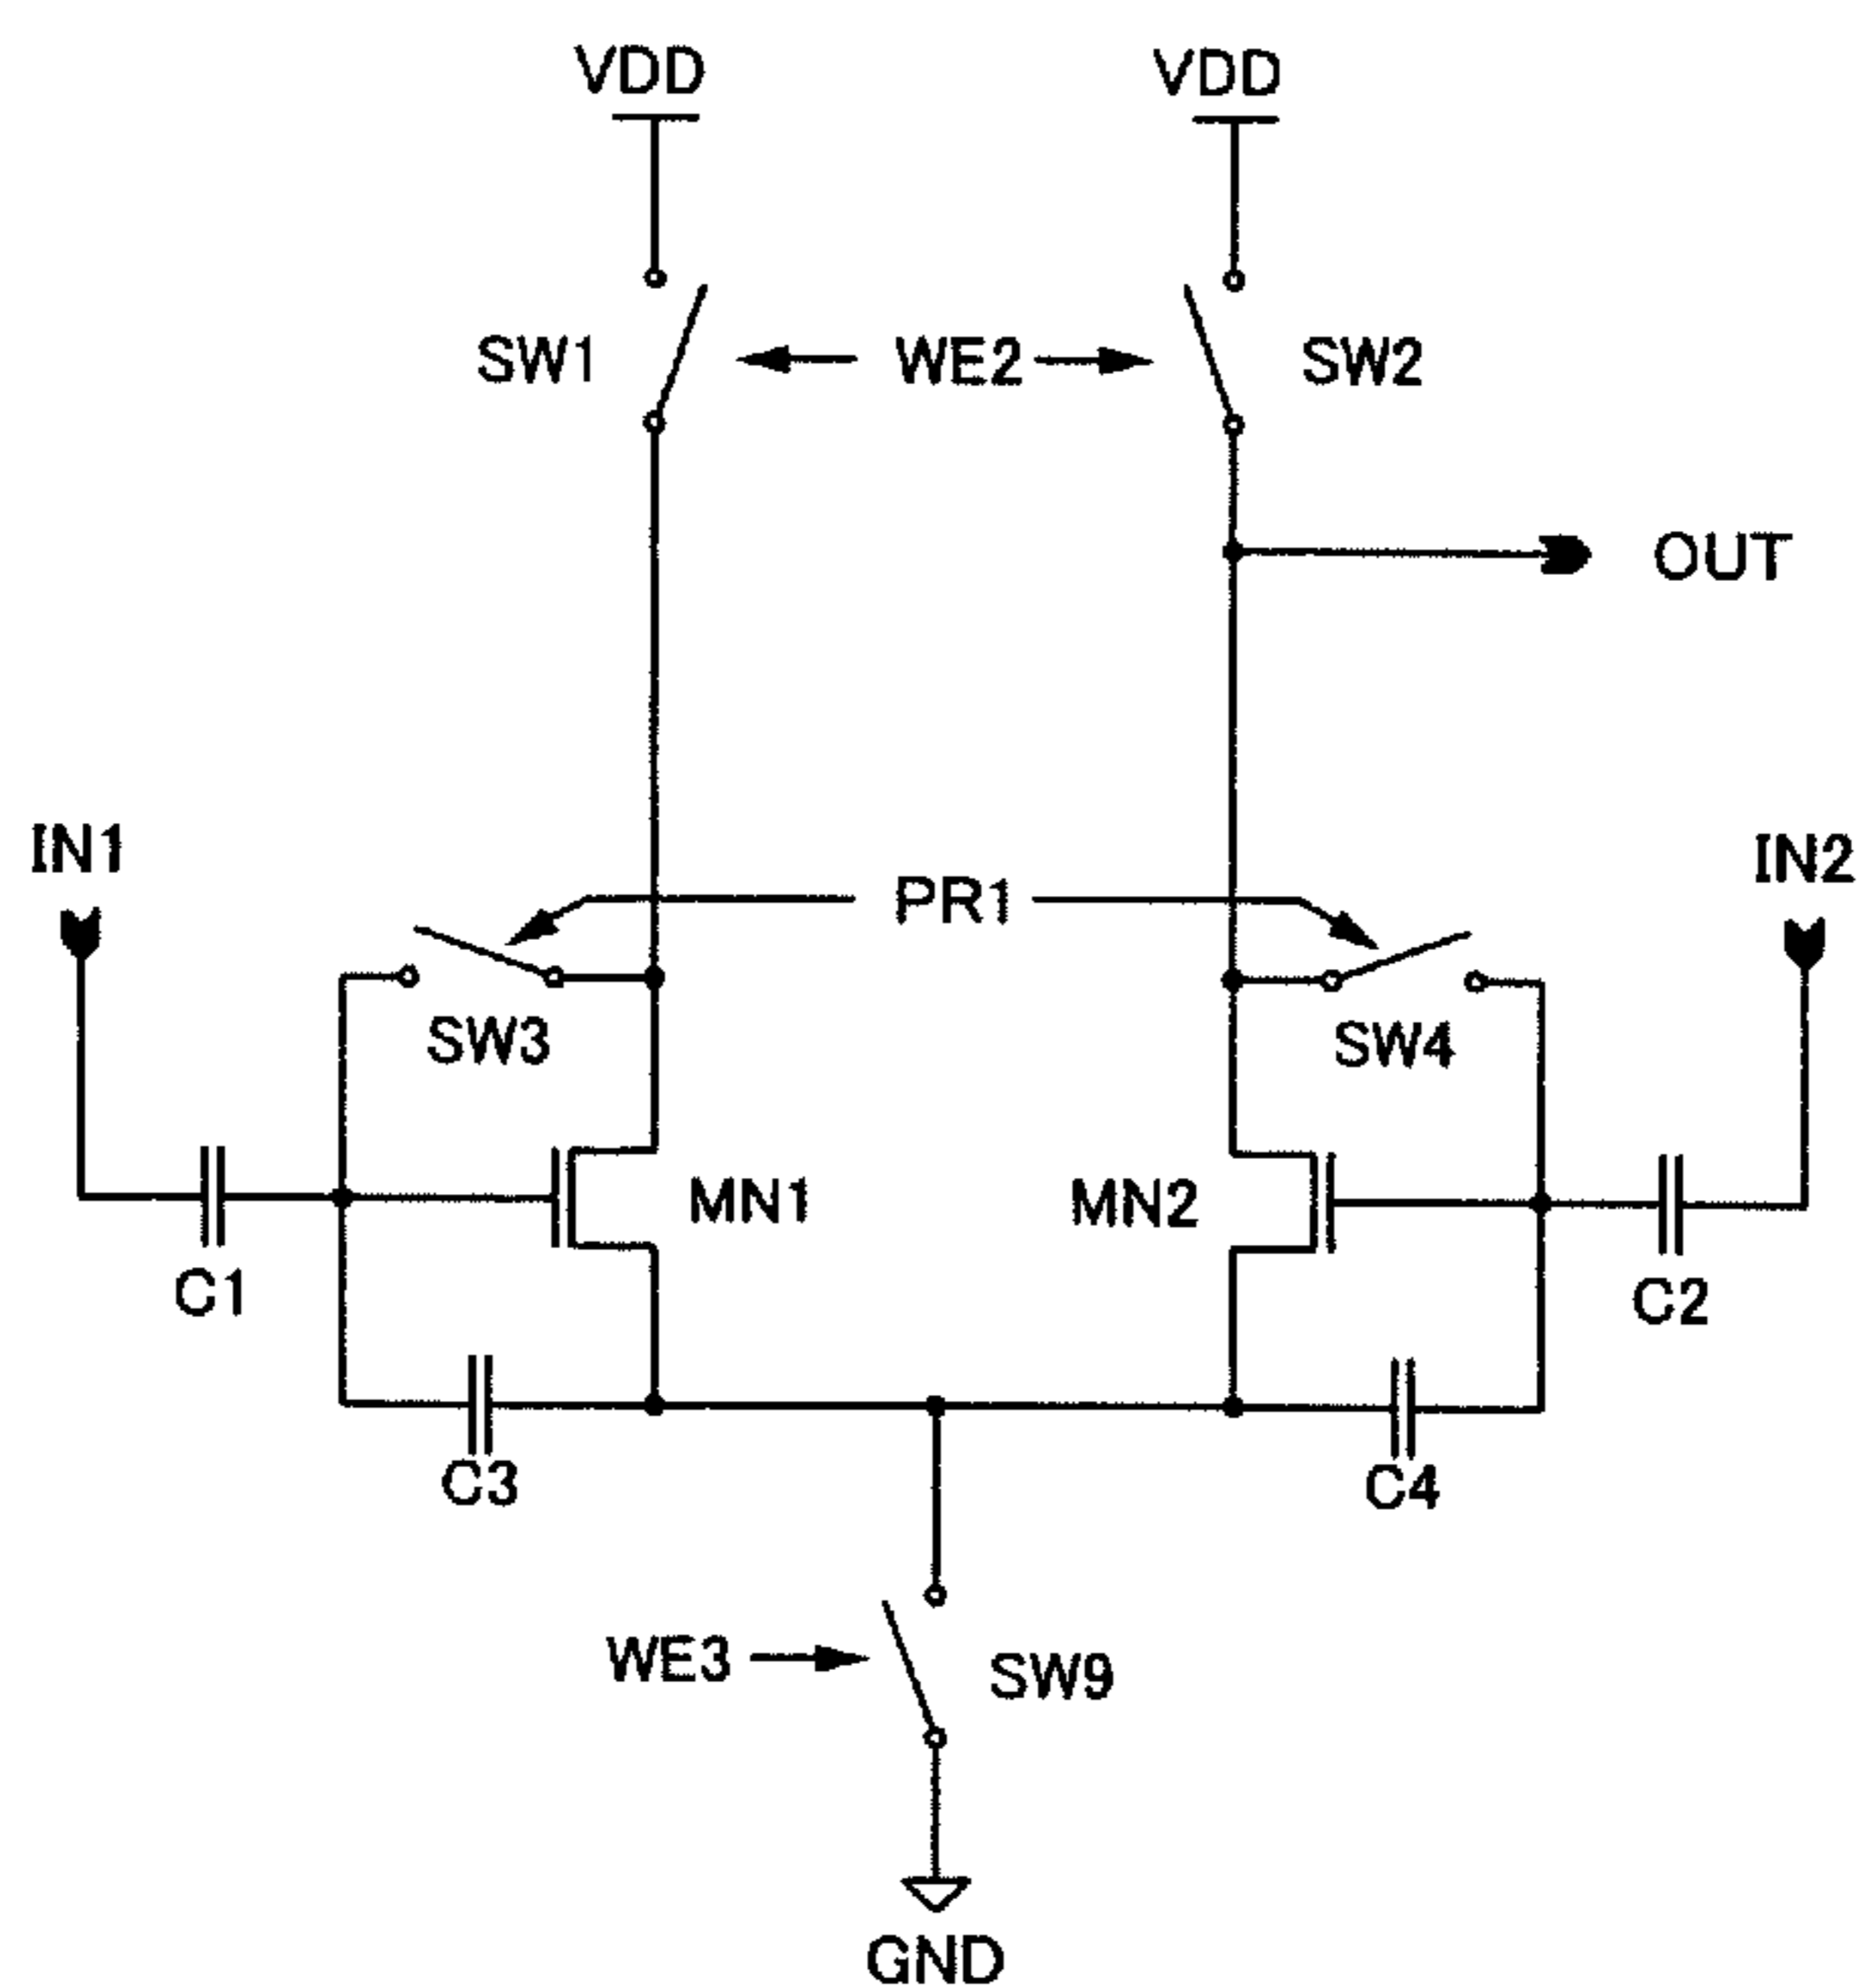 VDD VDD
SW1 WE2 SW2
OUT
IN1 PR1 IN2
SW3 SW4
MN1 MN2
C1 C2
C3 C4
WE3 SW9
GND